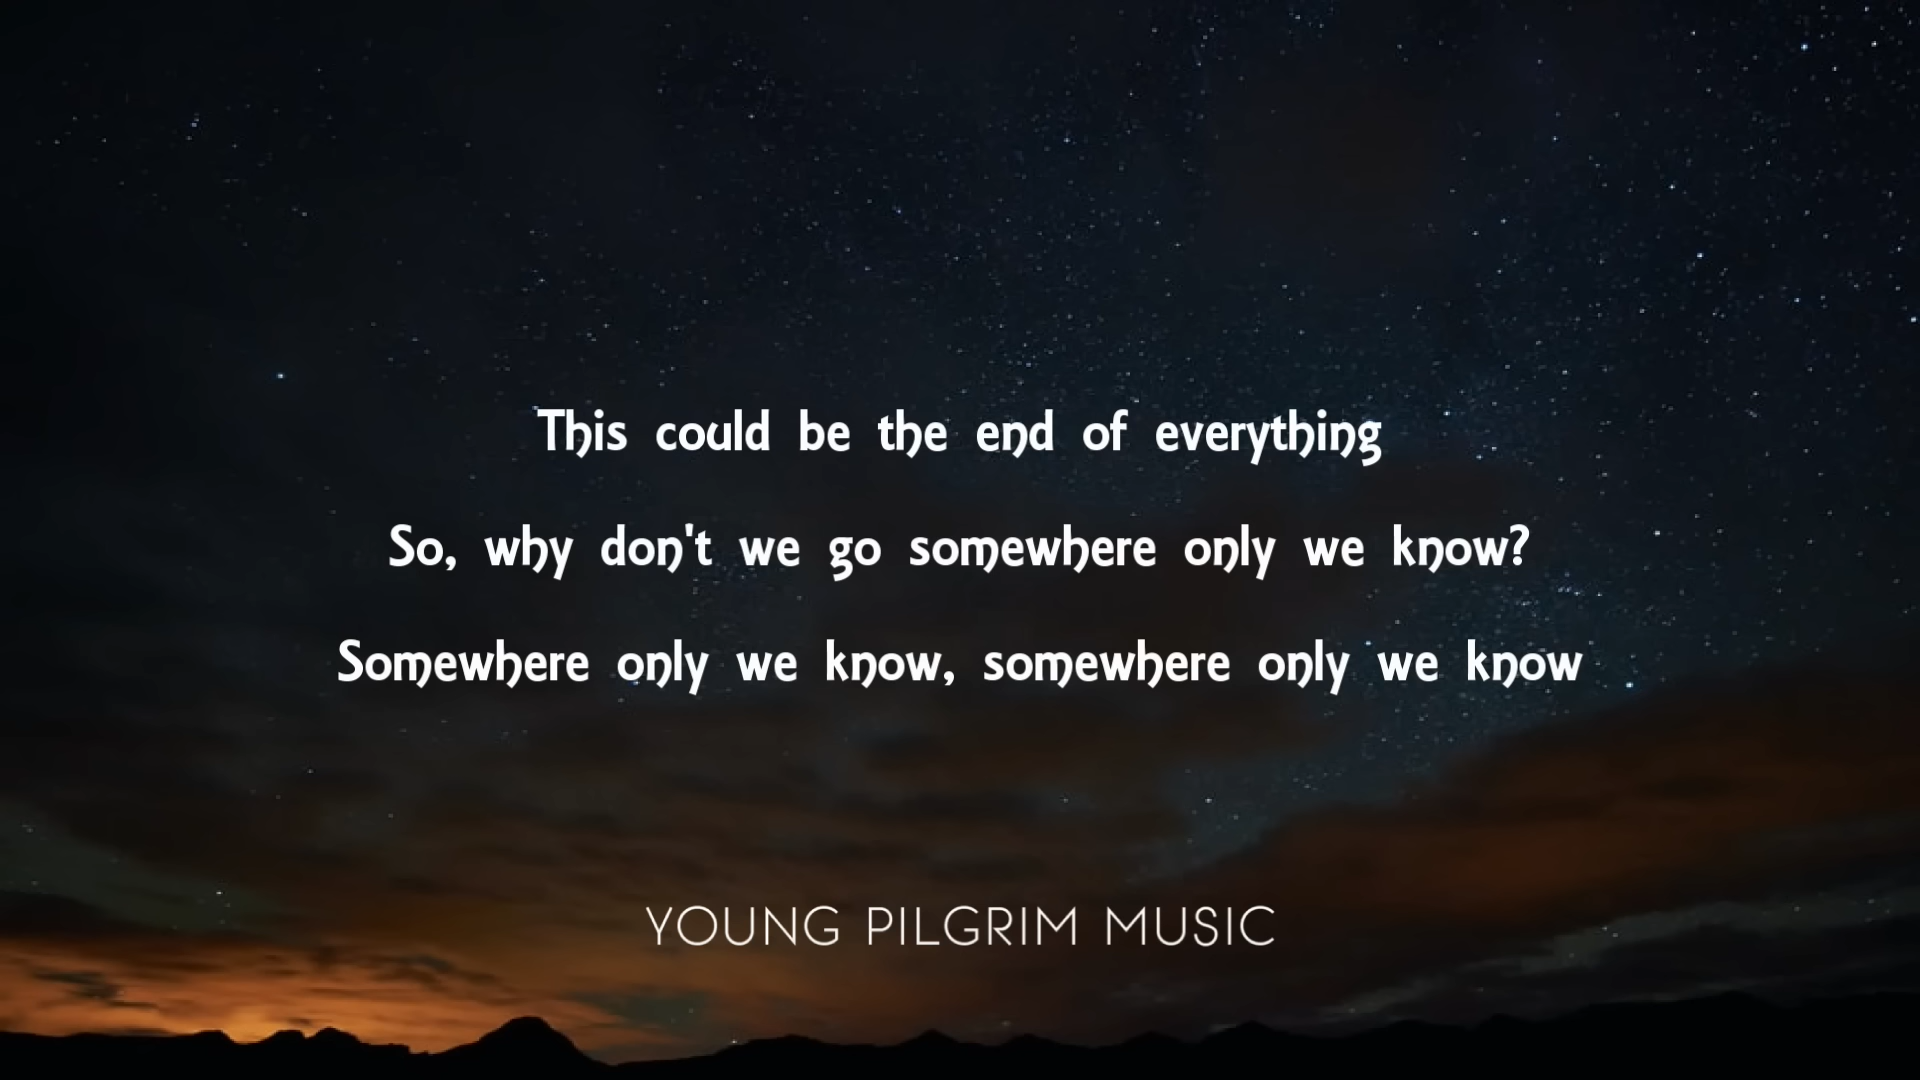 This could be the end of everything
So, why don't we go somewhere only we know?
Somewhere only we know, somewhere only we know
YOUNG PILGRIM MUSIC